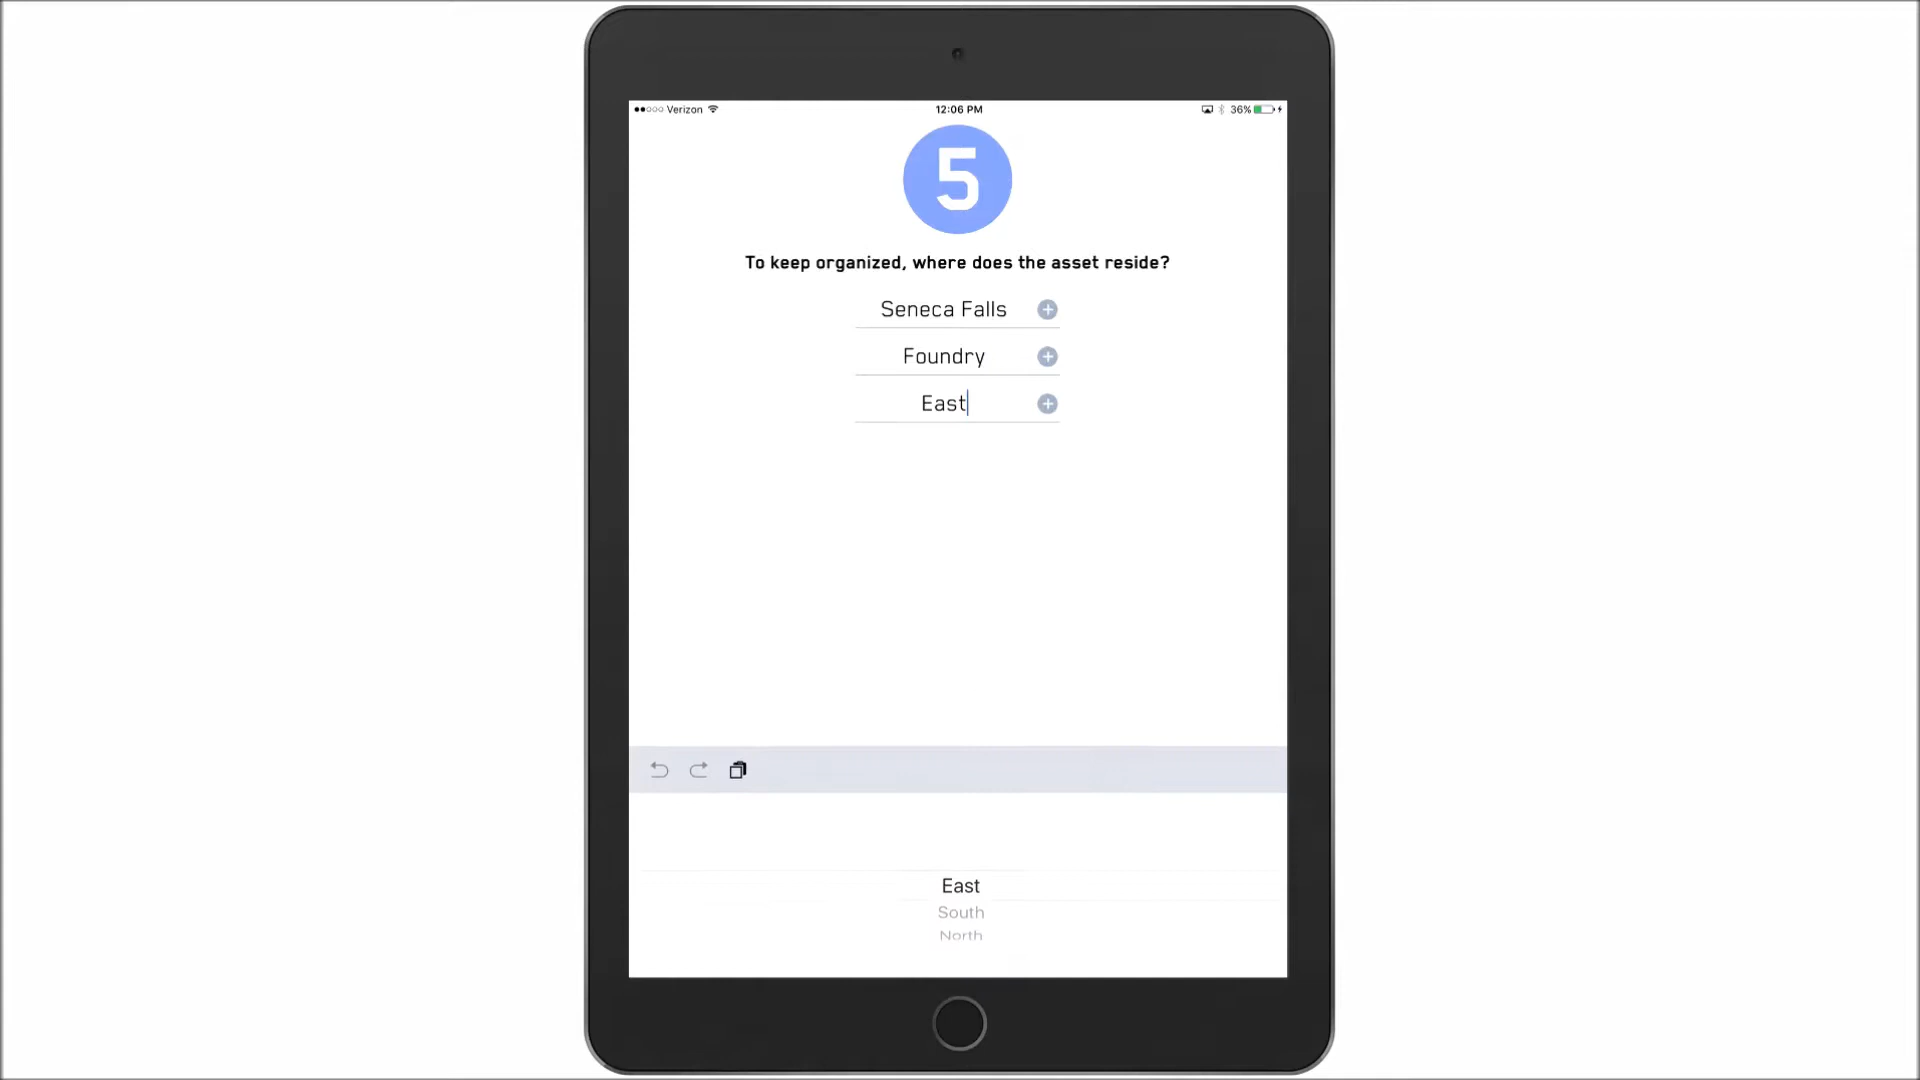 Verizon 12:06 PM 36%
5
To keep organized, where does the asset reside?
Seneca Falls
Foundry
East
East
South
North